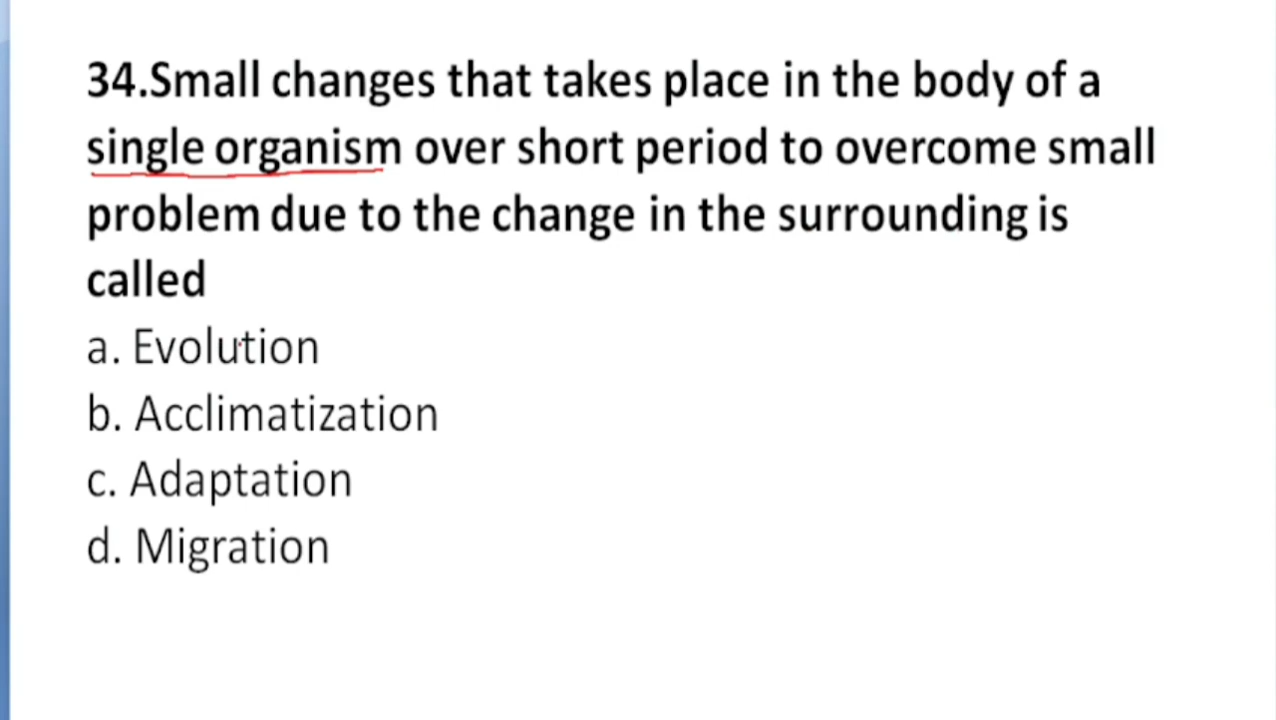 34.Small changes that takes place in the body of a
single organism over short period to overcome small
problem due to the change in the surrounding is
called
a. Evolution
b. Acclimatization
c. Adaptation
d. Migration